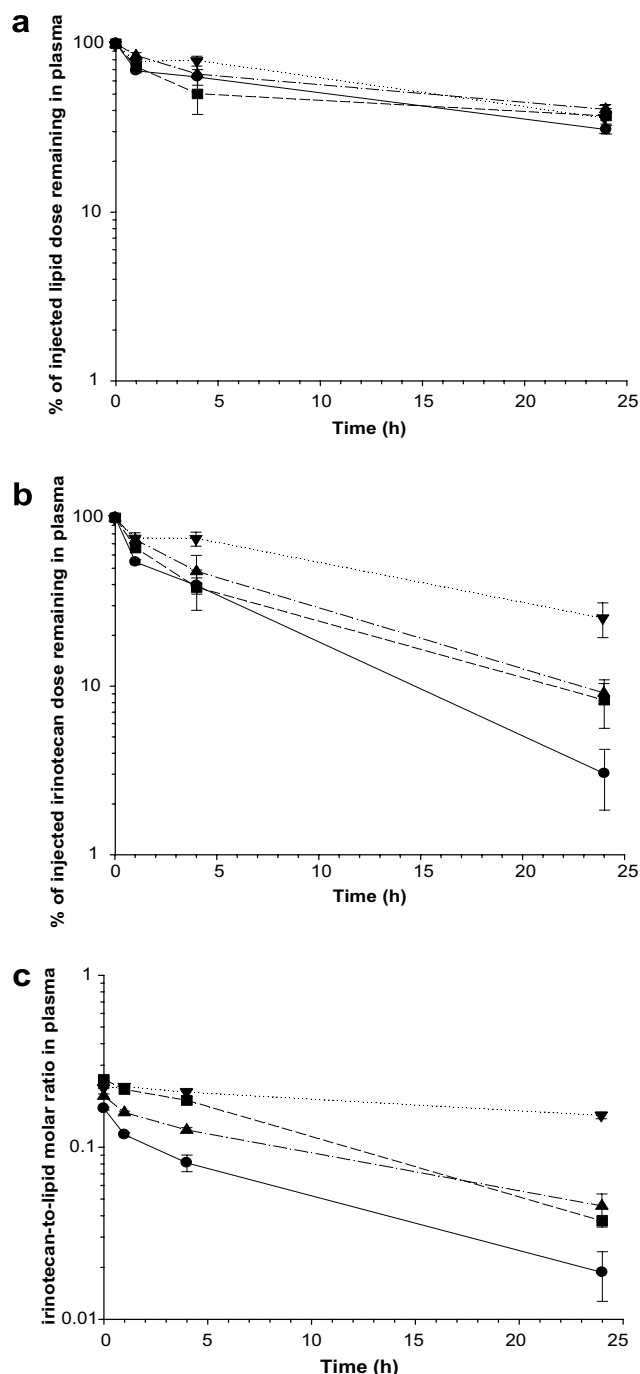 a
% of injected lipid dose remaining in plasma
100
10
1
0 5 10 15 20 25
Time (h)
b
% of injected irinotecan dose remaining in plasma
100
10
1
0 5 10 15 20 25
Time (h)
c
irinotecan-to-lipid molar ratio in plasma
1
0.1
0.01
0 5 10 15 20 25
Time (h)